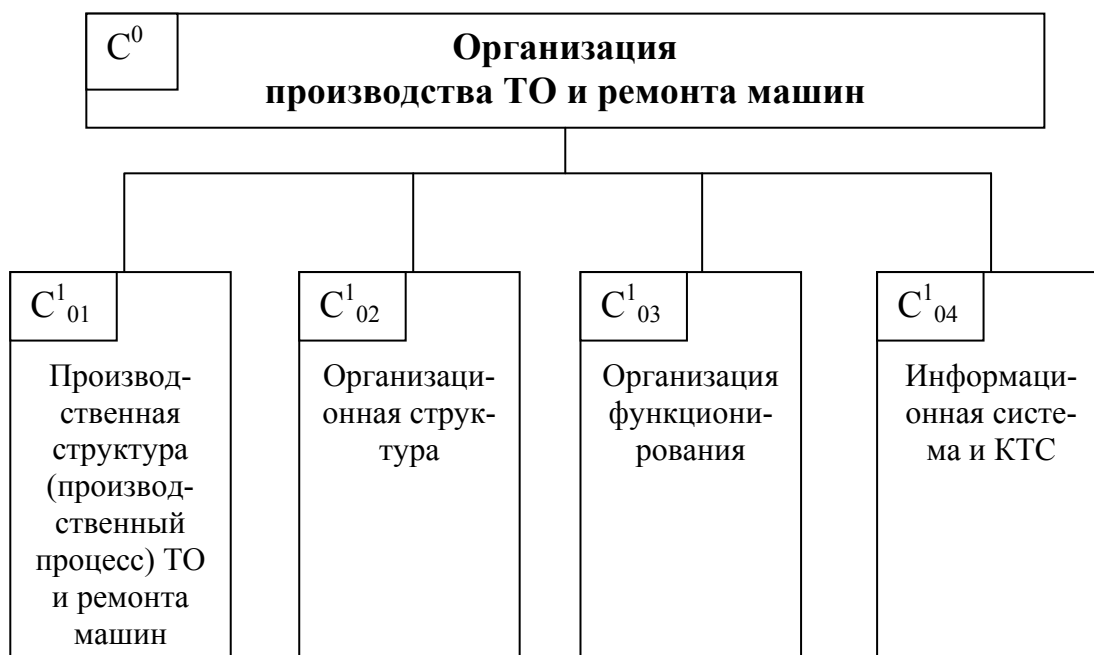 C⁰
Организация
производства ТО и ремонта машин
C¹₀₁
Производ-
ственная
структура
(производ-
ственный
процесс) ТО
и ремонта
машин
C¹₀₂
Организаци-
онная струк-
тура
C¹₀₃
Организация
функциони-
рования
C¹₀₄
Информаци-
онная систе-
ма и КТС